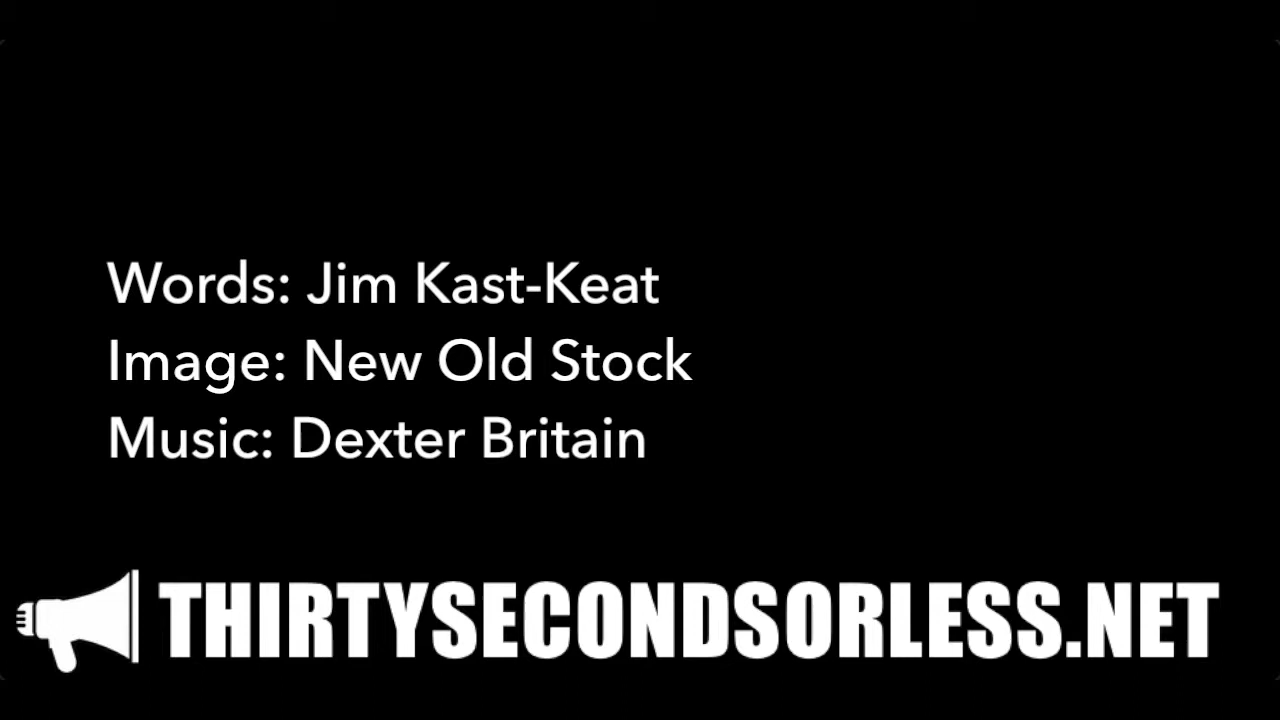 Words: Jim Kast-Keat
Image: New Old Stock
Music: Dexter Britain
THIRTYSECONDSORLESS.NET